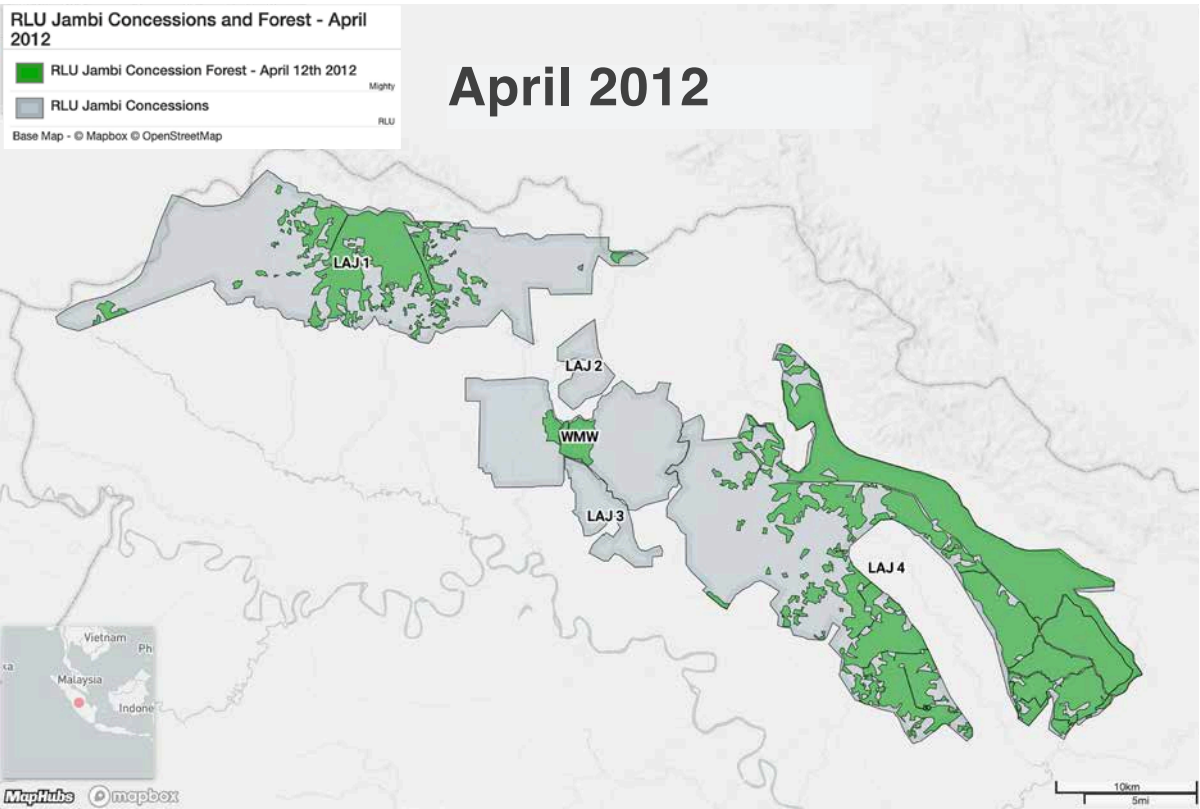 RLU Jambi Concessions and Forest - April
2012
RLU Jambi Concession Forest - April 12th 2012
Mighty
RLU Jambi Concessions
RLU
Base Map - © Mapbox © OpenStreetMap
April 2012
LAJ 1
LAJ 2
WMW
LAJ 3
LAJ 4
Vietnam
Ph
ka
Malaysia
Indone
MapHubs mapbox
10km
5mi